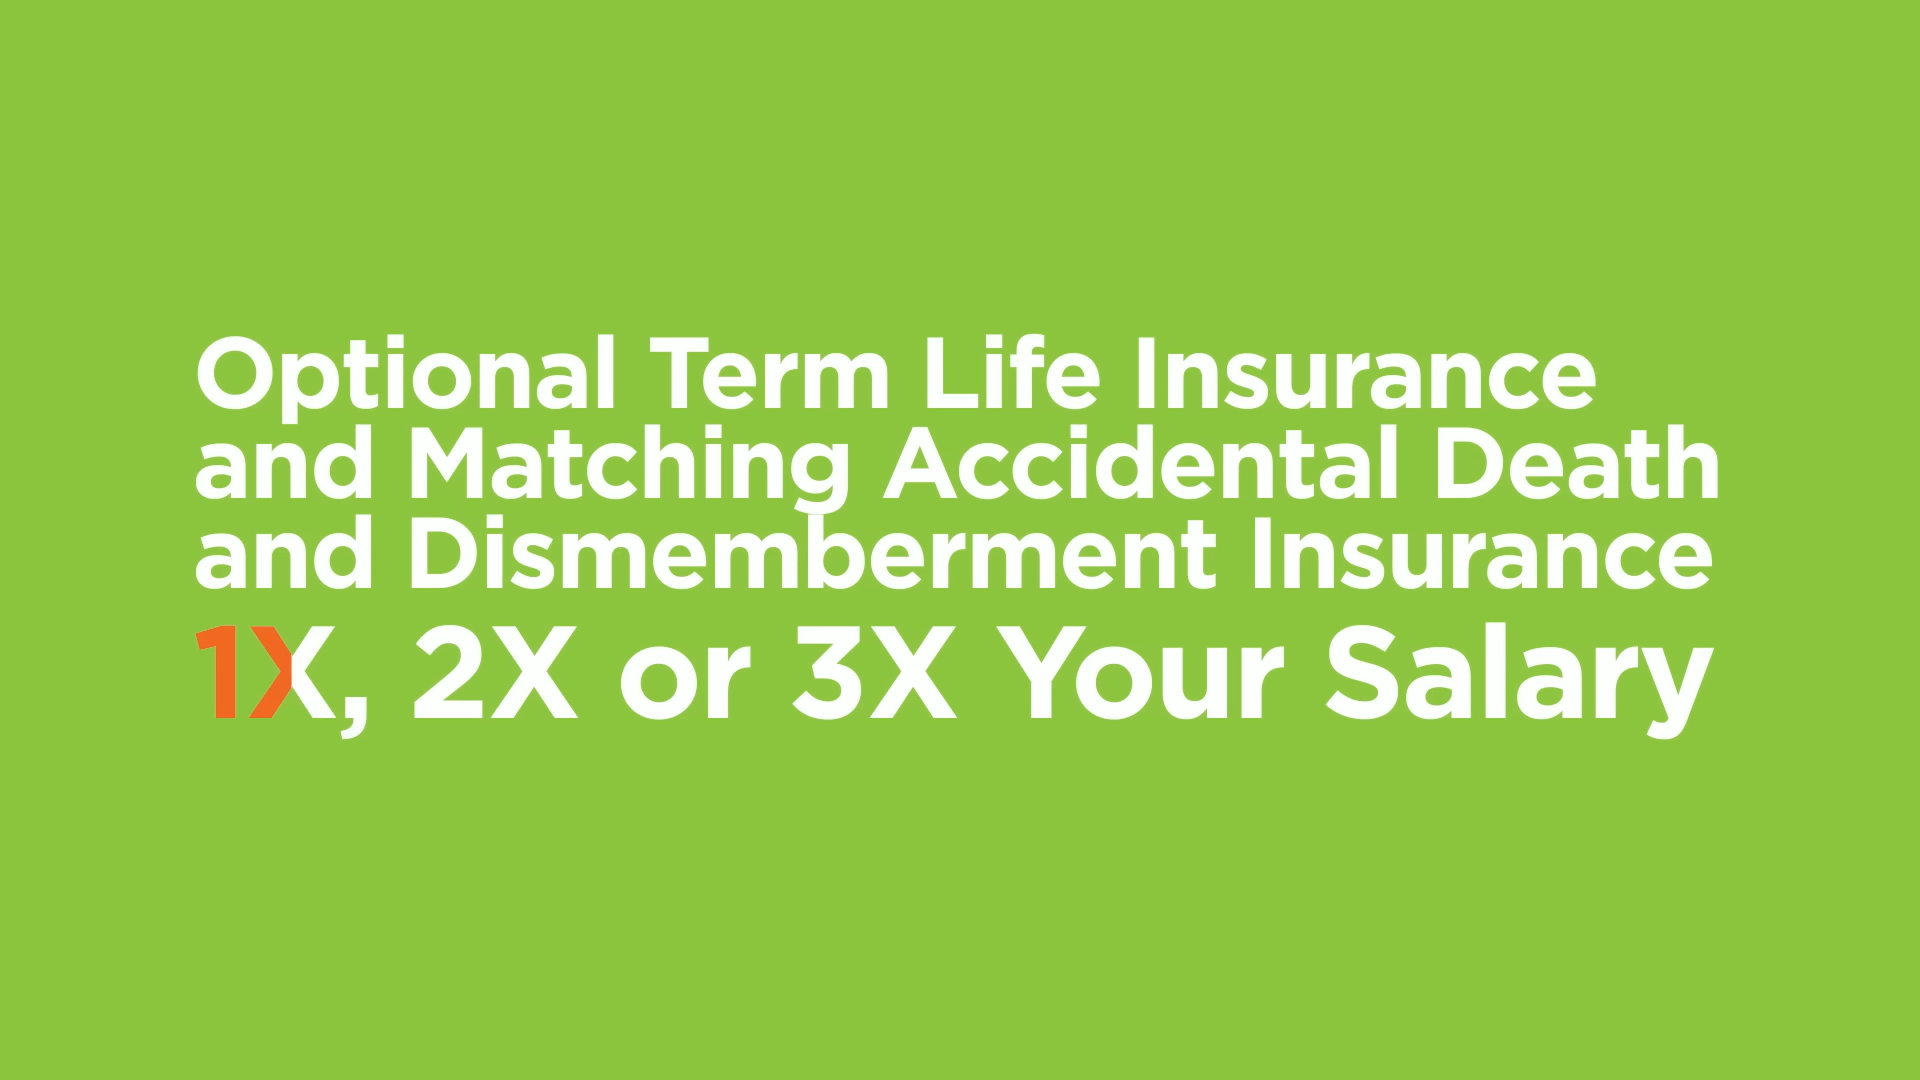 Optional Term Life Insurance
and Matching Accidental Death
and Dismemberment Insurance
1X, 2X or 3X Your Salary